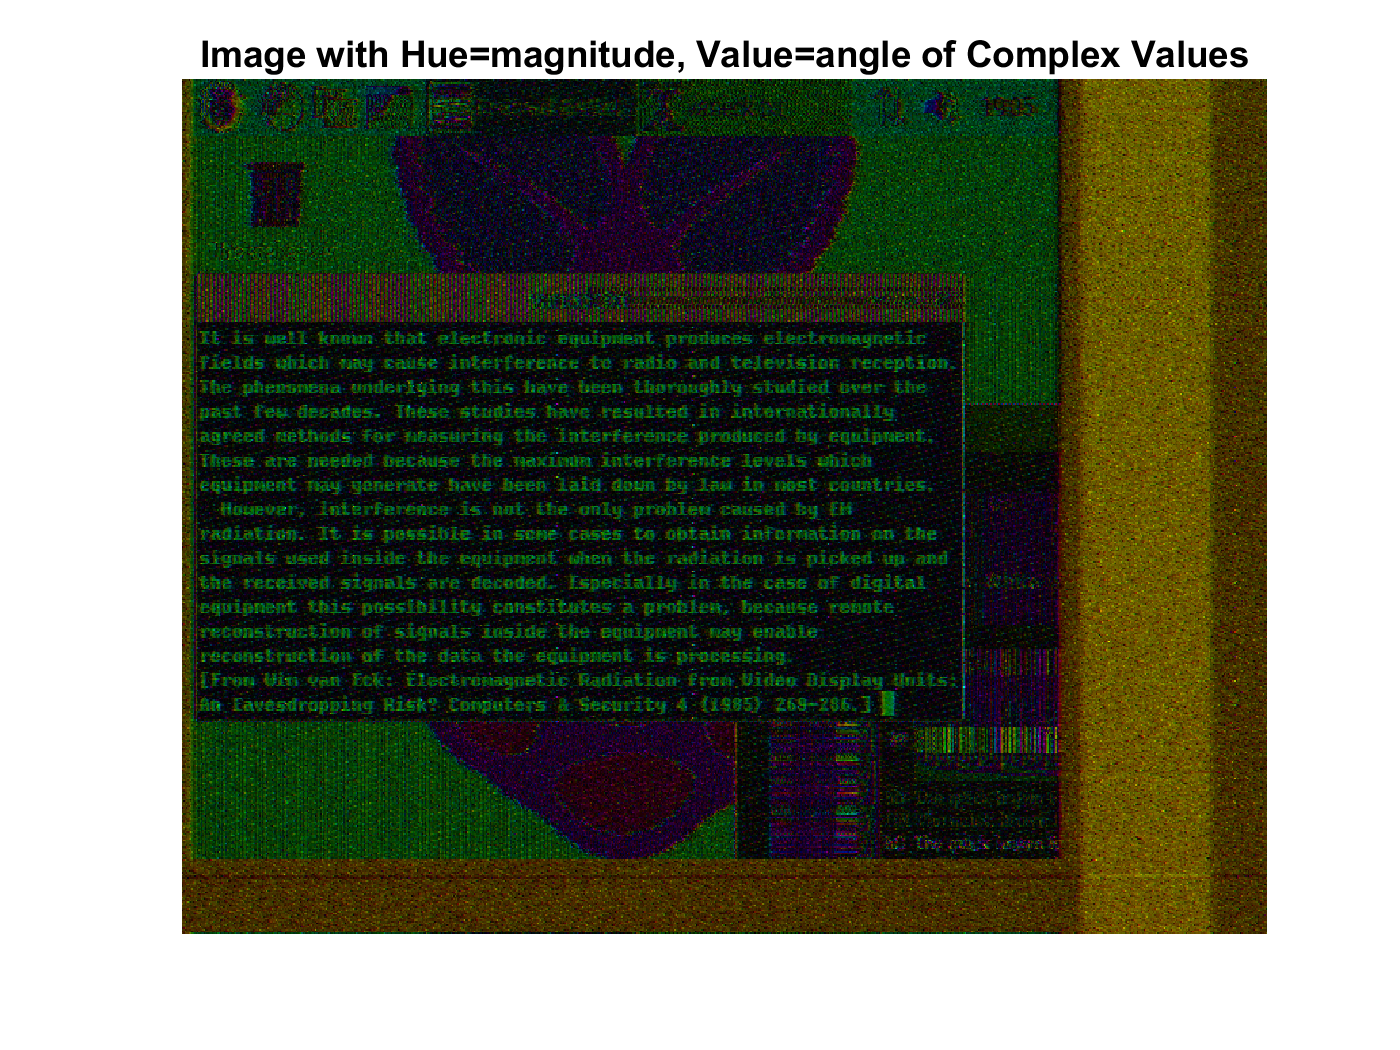 Image with Hue=magnitude, Value=angle of Complex Values
It is well known that electronic equipment produces electromagnetic
fields which may cause interference to radio and television reception.
The phenomena underlying this have been thoroughly studied over the
past few decades. These studies have resulted in internationally
agreed methods for measuring the interference produced by equipment.
These are needed because the maximum interference levels which
equipment may generate have been laid down by law in most countries.
However, interference is not the only problem caused by EM
radiation. It is possible in some cases to obtain information on the
signals used inside the equipment when the radiation is picked up and
the received signals are decoded. Especially in the case of digital
equipment this possibility constitutes a problem, because remote
reconstruction of signals inside the equipment may enable
reconstruction of the data the equipment is processing.
[From Wim van Eck: Electromagnetic Radiation from Video Display Units:
An Eavesdropping Risk? Computers & Security 4 (1985) 269-286.]
The quick brown